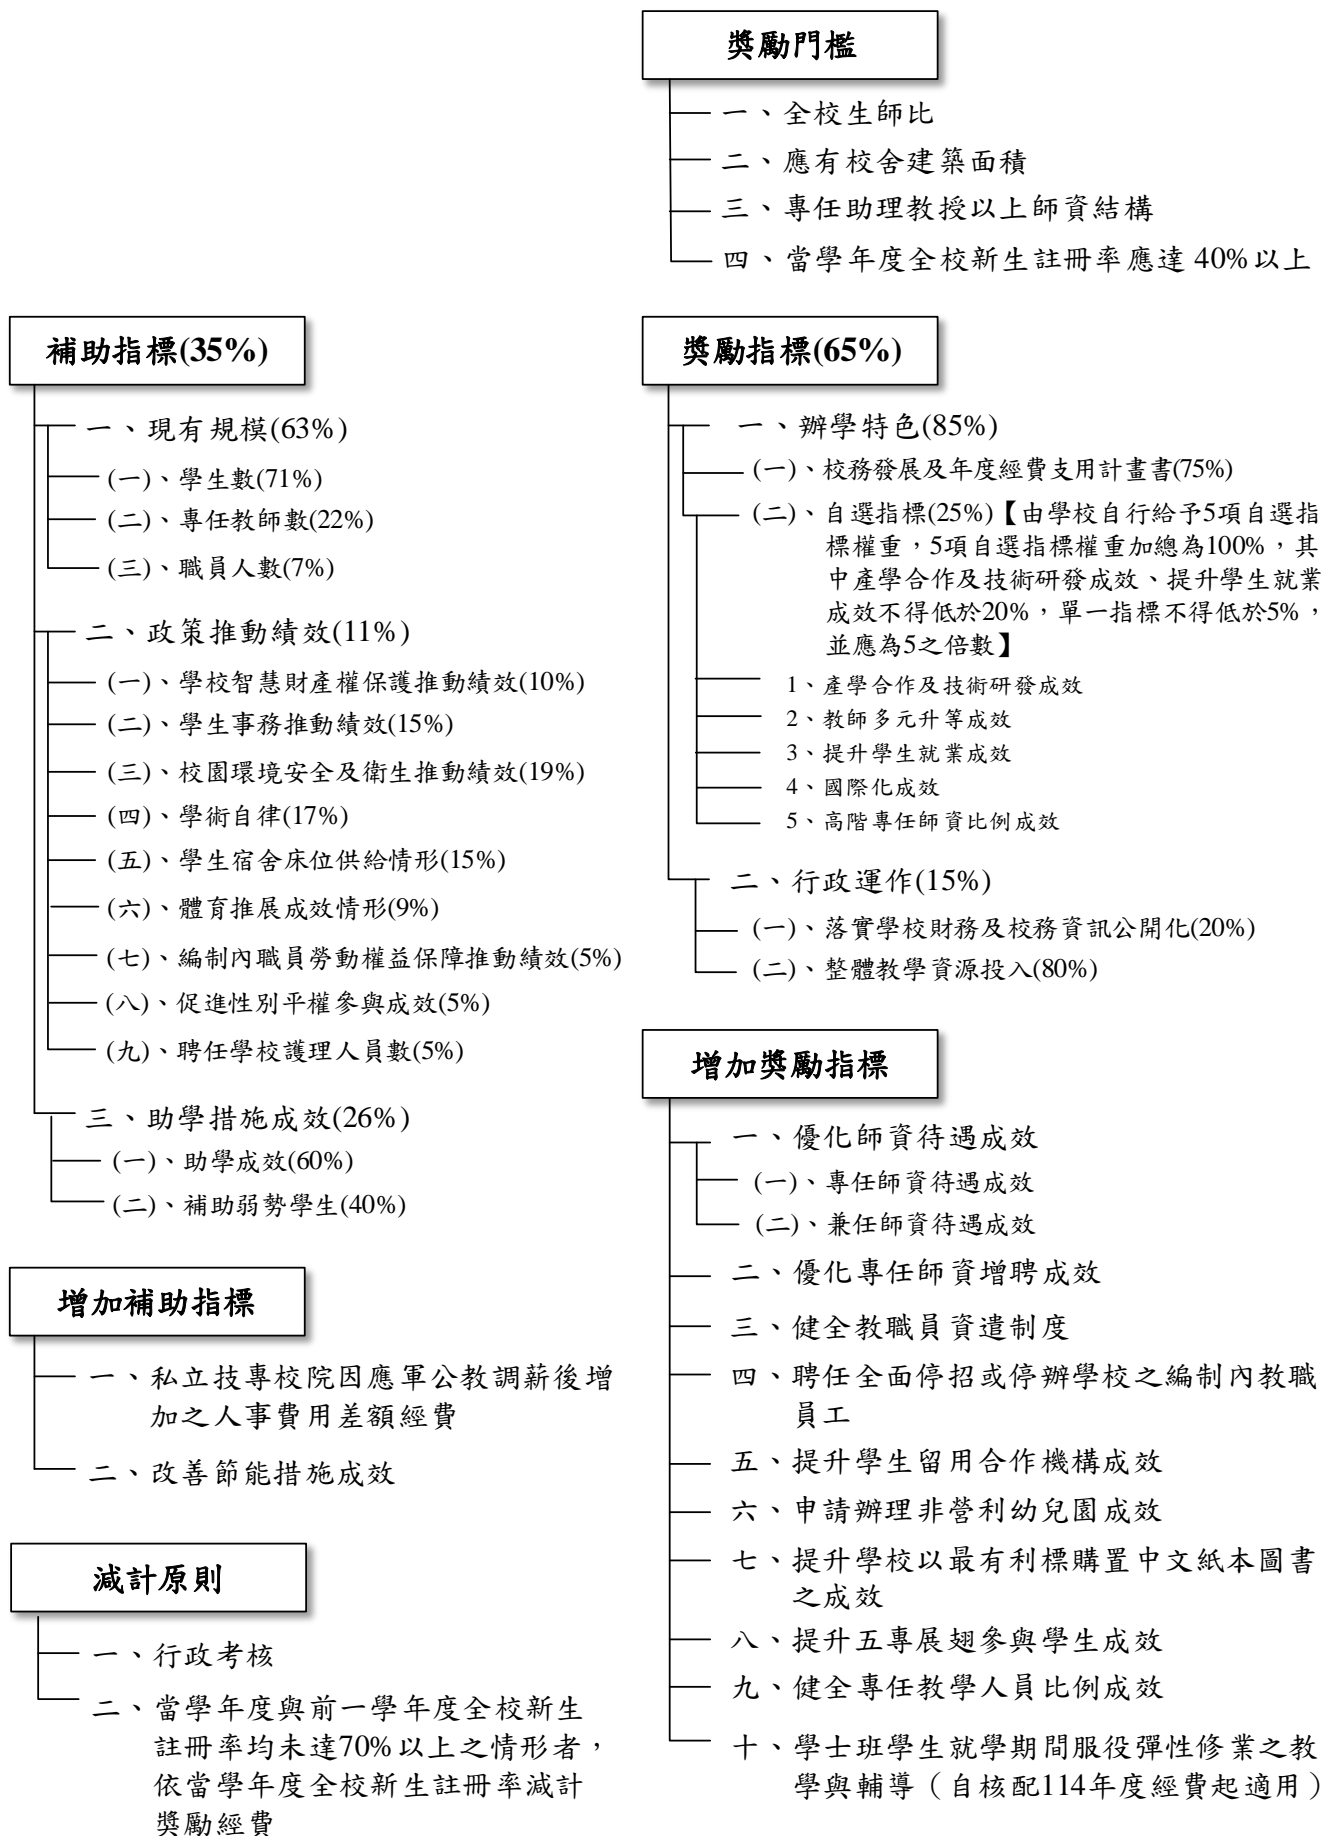 獎勵門檻
一、全校生師比
二、應有校舍建築面積
三、專任助理教授以上師資結構
四、當學年度全校新生註冊率應達 40%以上
補助指標(35%)
一、現有規模(63%)
(一)、學生數(71%)
(二)、專任教師數(22%)
(三)、職員人數(7%)
二、政策推動績效(11%)
(一)、學校智慧財產權保護推動績效(10%)
(二)、學生事務推動績效(15%)
(三)、校園環境安全及衛生推動績效(19%)
(四)、學術自律(17%)
(五)、學生宿舍床位供給情形(15%)
(六)、體育推展成效情形(9%)
(七)、編制內職員勞動權益保障推動績效(5%)
(八)、促進性別平權參與成效(5%)
(九)、聘任學校護理人員數(5%)
三、助學措施成效(26%)
(一)、助學成效(60%)
(二)、補助弱勢學生(40%)
增加補助指標
一、私立技專校院因應軍公教調薪後增
加之人事費用差額經費
二、改善節能措施成效
減計原則
一、行政考核
二、當學年度與前一學年度全校新生
註冊率均未達70%以上之情形者，
依當學年度全校新生註冊率減計
獎勵經費
獎勵指標(65%)
一、辦學特色(85%)
(一)、校務發展及年度經費支用計畫書(75%)
(二)、自選指標(25%)【由學校自行給予5項自選指
標權重，5項自選指標權重加總為100%，其
中產學合作及技術研發成效、提升學生就業
成效不得低於20%，單一指標不得低於5%，
並應為5之倍數】
1、產學合作及技術研發成效
2、教師多元升等成效
3、提升學生就業成效
4、國際化成效
5、高階專任師資比例成效
二、行政運作(15%)
(一)、落實學校財務及校務資訊公開化(20%)
(二)、整體教學資源投入(80%)
增加獎勵指標
一、優化師資待遇成效
(一)、專任師資待遇成效
(二)、兼任師資待遇成效
二、優化專任師資增聘成效
三、健全教職員資遣制度
四、聘任全面停招或停辦學校之編制內教職
員工
五、提升學生留用合作機構成效
六、申請辦理非營利幼兒園成效
七、提升學校以最有利標購置中文紙本圖書
之成效
八、提升五專展翅參與學生成效
九、健全專任教學人員比例成效
十、學士班學生就學期間服役彈性修業之教
學與輔導（自核配114年度經費起適用）